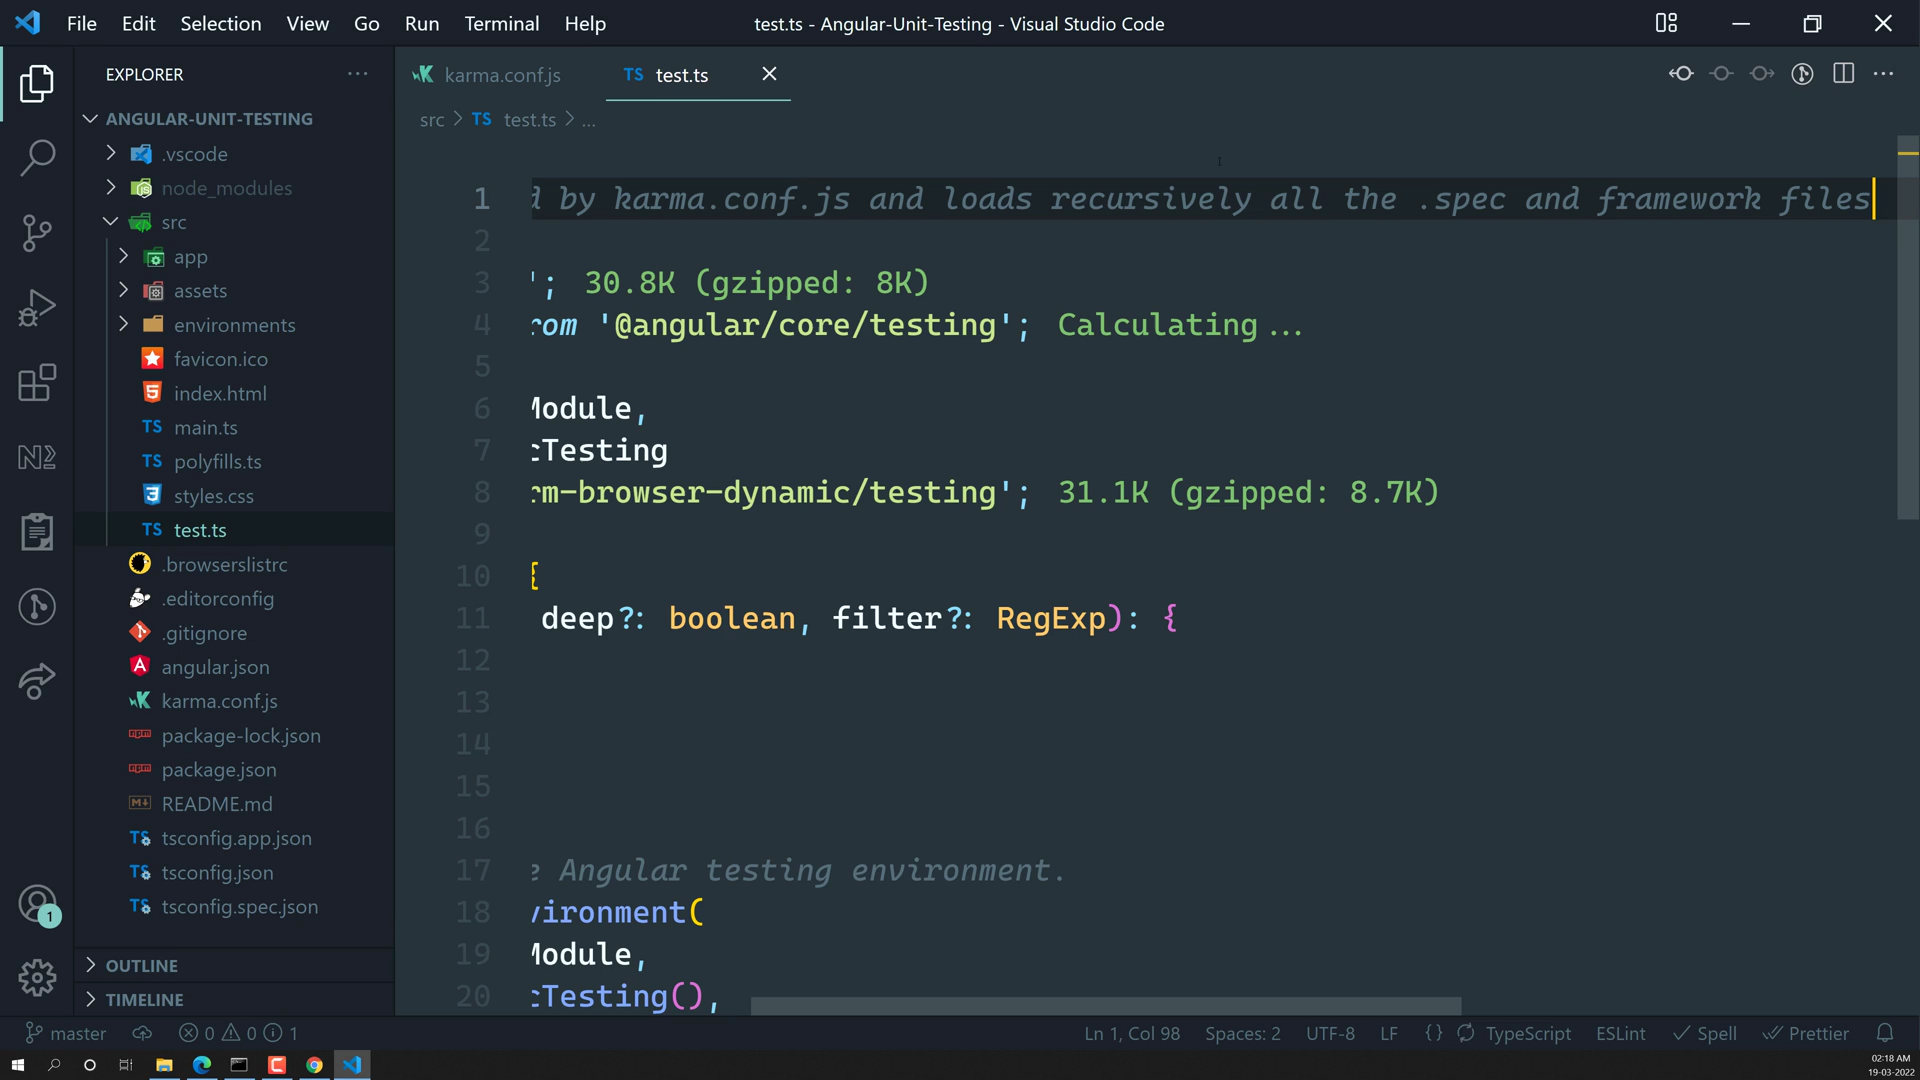 File Edit Selection View Go Run Terminal Help
test.ts - Angular-Unit-Testing - Visual Studio Code
EXPLORER
ANGULAR-UNIT-TESTING
.vscode
node_modules
src
app
assets
environments
favicon.ico
index.html
main.ts
polyfills.ts
styles.css
test.ts
.browserslistrc
.editorconfig
.gitignore
angular.json
karma.conf.js
package-lock.json
package.json
README.md
tsconfig.app.json
tsconfig.json
tsconfig.spec.json
OUTLINE
TIMELINE
karma.conf.js
TS test.ts
src > TS test.ts > ...
1 d by karma.conf.js and loads recursively all the .spec and framework files
2
3 '; 30.8K (gzipped: 8K)
4 rom '@angular/core/testing'; Calculating...
5
6 Module,
7 cTesting
8 rm-browser-dynamic/testing'; 31.1K (gzipped: 8.7K)
9
10 {
11 deep?: boolean, filter?: RegExp): {
12
13
14
15
16
17 e Angular testing environment.
18 vironment(
19 Module,
20 cTesting(),
master 0 0 1
Ln 1, Col 98 Spaces: 2 UTF-8 LF {} TypeScript ESLint Spell Prettier
1
02:18 AM
19-03-2022